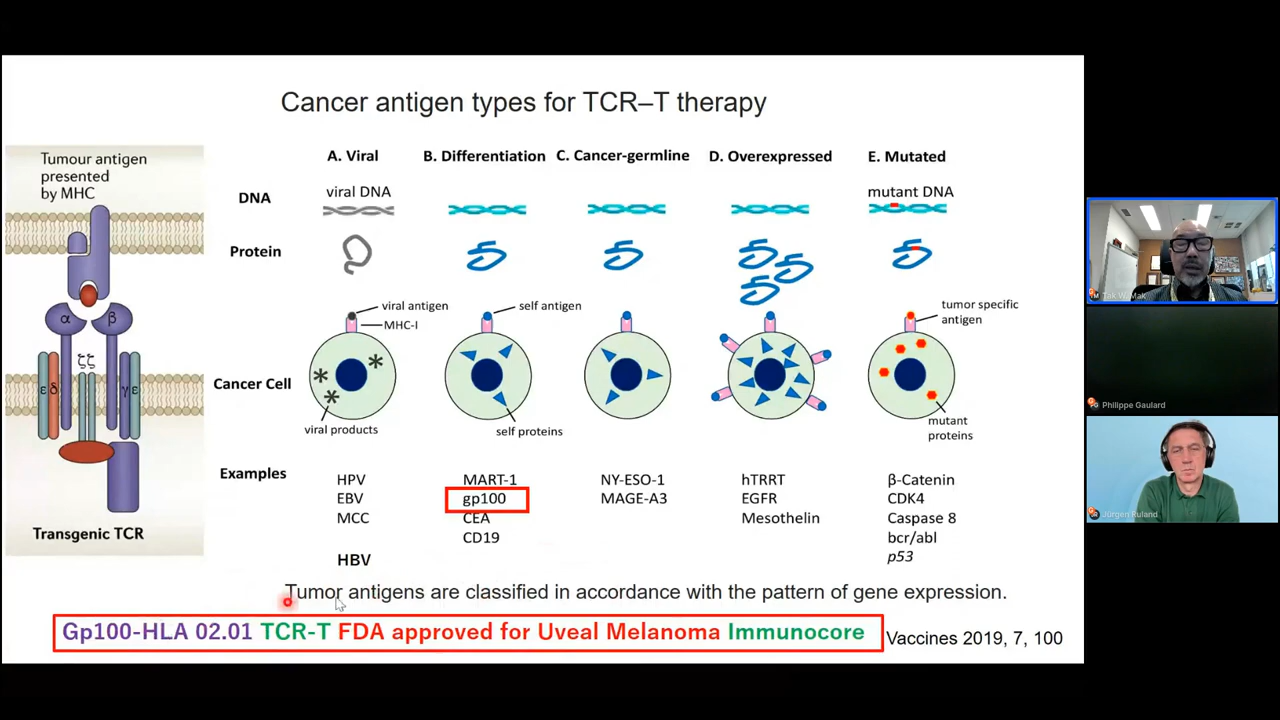 Cancer antigen types for TCR–T therapy
Tumour antigen
presented
by MHC
α
β
ζζ
ε
δ
γ
ε
Transgenic TCR
A. Viral
B. Differentiation
C. Cancer-germline
D. Overexpressed
E. Mutated
DNA
viral DNA
mutant DNA
Protein
viral antigen
MHC-I
self antigen
tumor specific
antigen
Cancer Cell
viral products
self proteins
mutant
proteins
Examples
HPV
EBV
MCC
HBV
MART-1
gp100
CEA
CD19
NY-ESO-1
MAGE-A3
hTRRT
EGFR
Mesothelin
β-Catenin
CDK4
Caspase 8
bcr/abl
p53
Tumor antigens are classified in accordance with the pattern of gene expression.
Gp100-HLA 02.01 TCR-T FDA approved for Uveal Melanoma Immunocore
Vaccines 2019, 7, 100
Tak W Mak
Philippe Gaulard
Jürgen Ruland